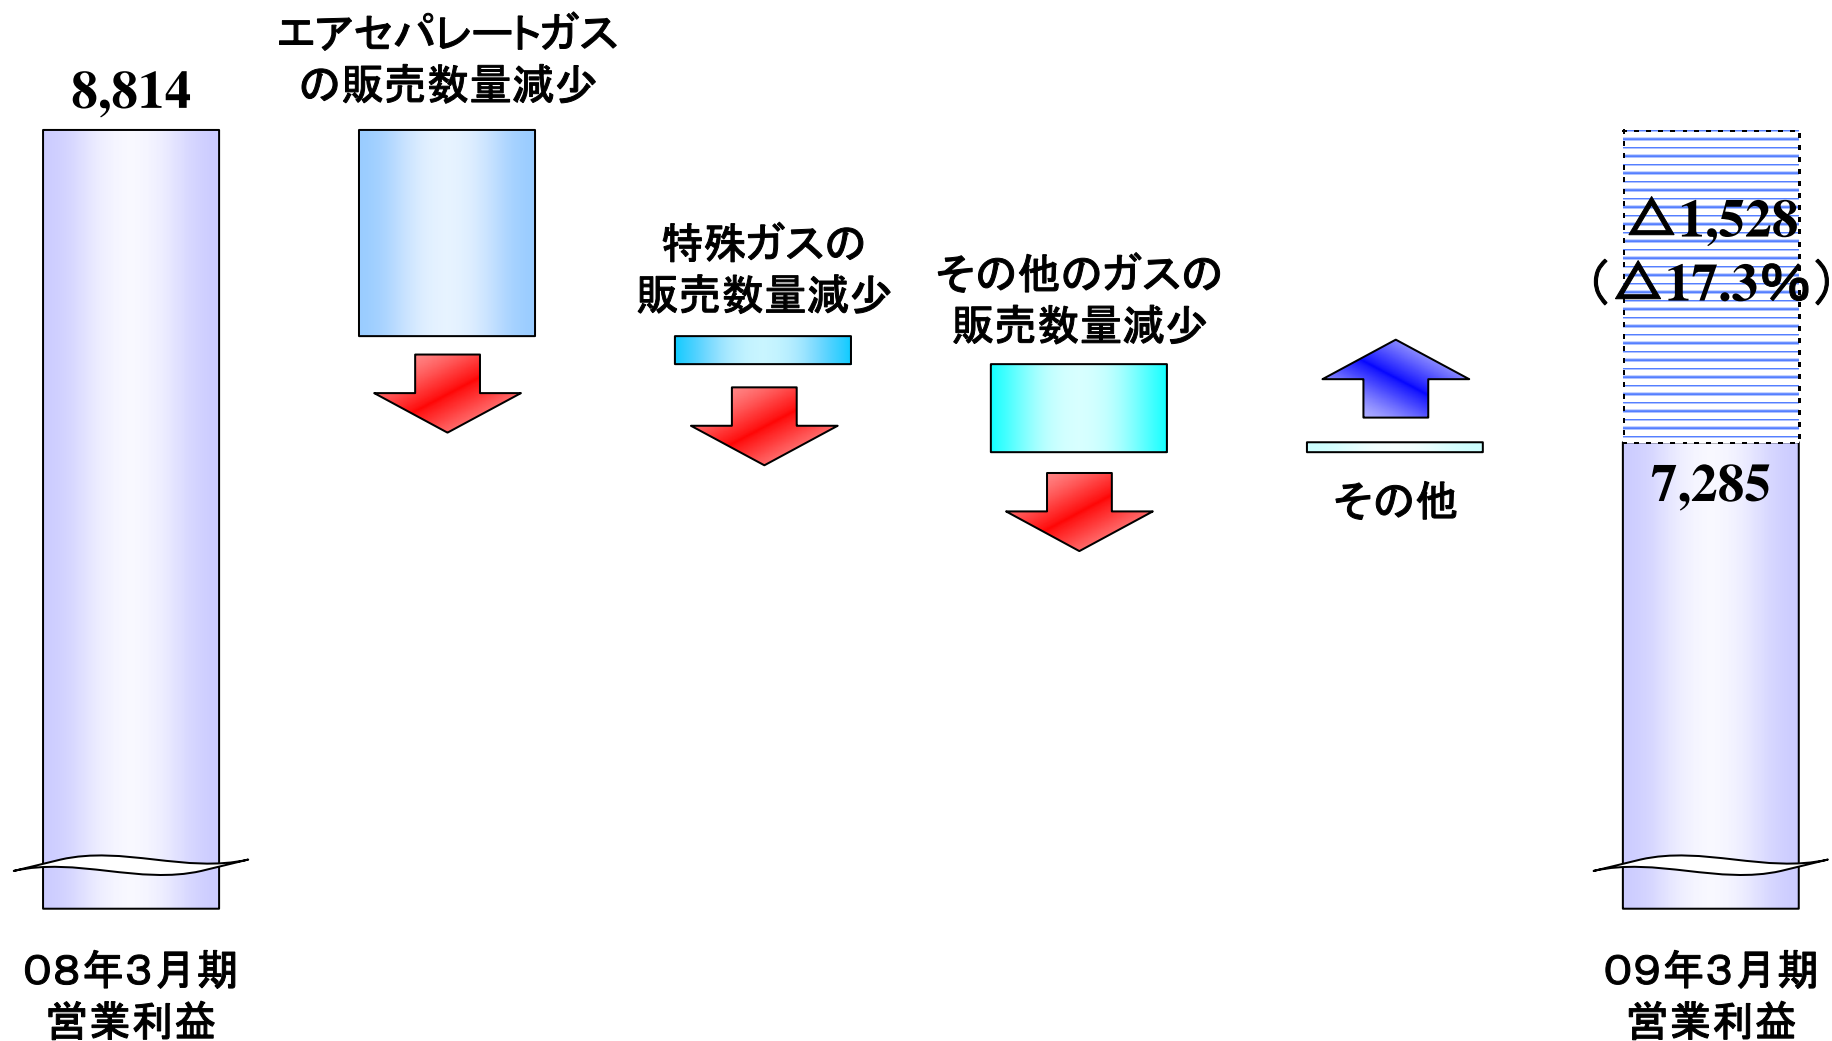 8,814
エアセパレートガス
の販売数量減少
特殊ガスの
販売数量減少
その他のガスの
販売数量減少
その他
△1,528
（△17.3％）
7,285
０８年３月期
営業利益
０９年３月期
営業利益